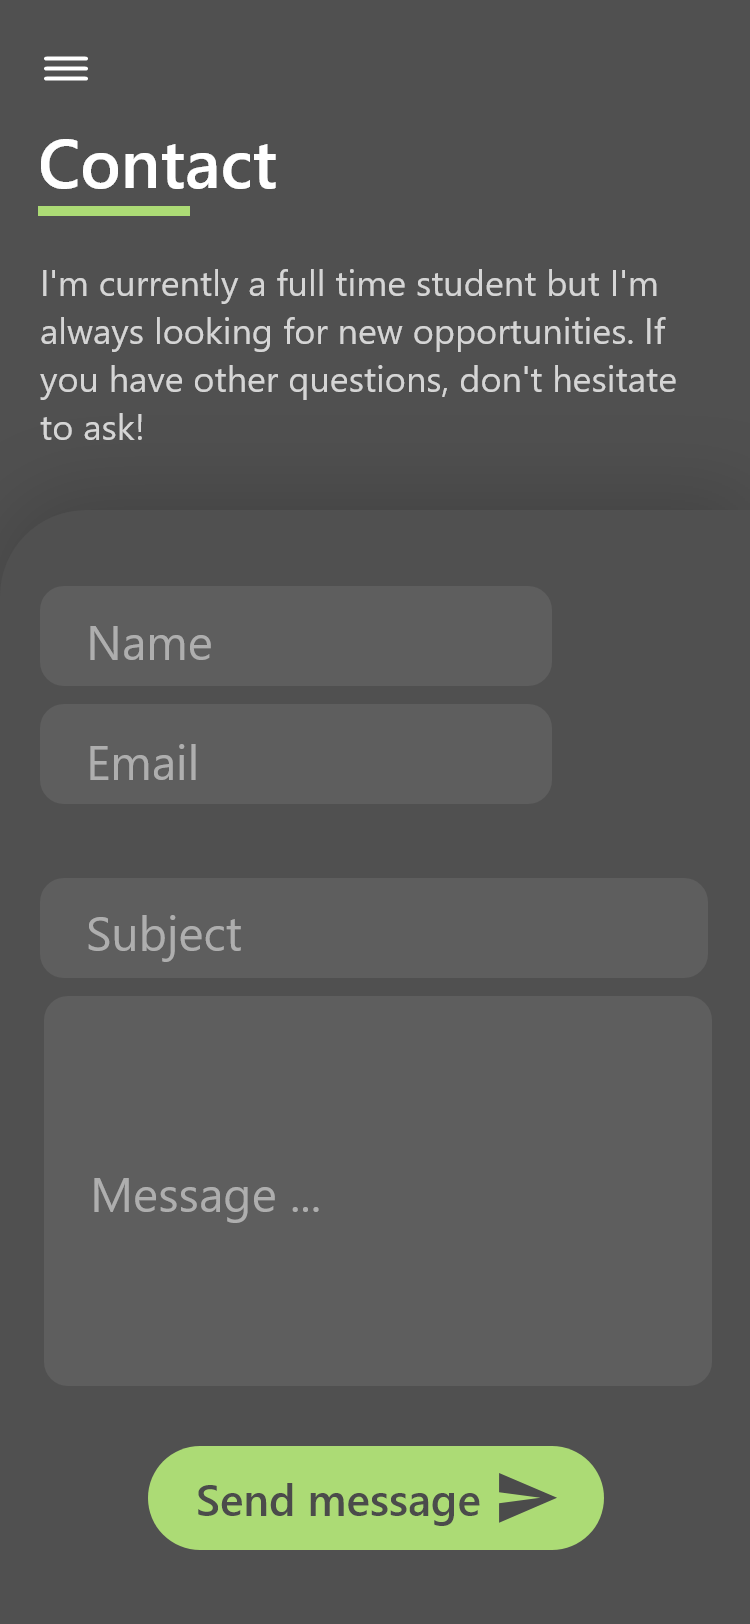 Contact
I'm currently a full time student but I'm
always looking for new opportunities. If
you have other questions, don't hesitate
to ask!
Name
Email
Subject
Message ...
Send message